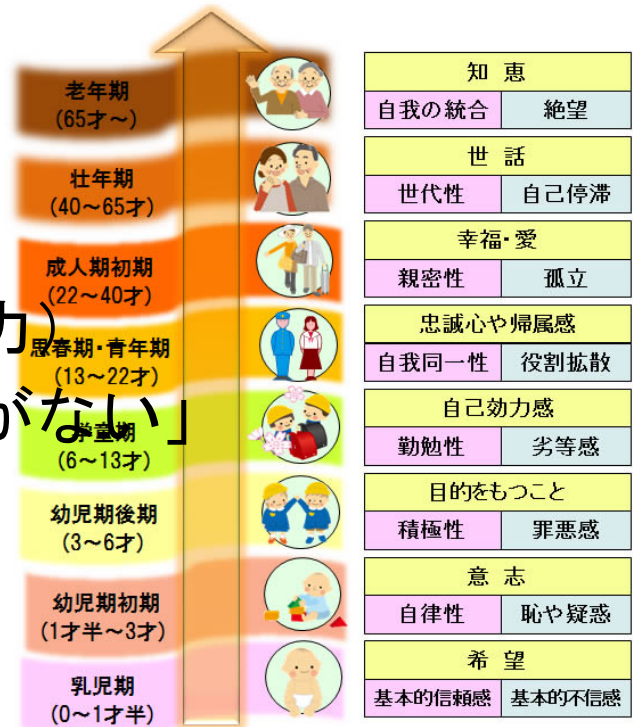 知 恵
老年期
(65才~)
自我の統合 絶望
世 話
壮年期
(40~65才)
世代性 自己停滞
幸福・愛
成人期初期
(22~40才)
親密性 孤立
力)
忠誠心や帰属感
思春期・青年期
(13~22才)
自我同一性 役割拡散
がない」
自己効力感
学童期
(6~13才)
勤勉性 劣等感
目的をもつこと
幼児期後期
(3~6才)
積極性 罪悪感
意 志
幼児期初期
(1才半~3才)
自律性 恥や疑惑
希 望
乳児期
(0~1才半)
基本的信頼感 基本的不信感